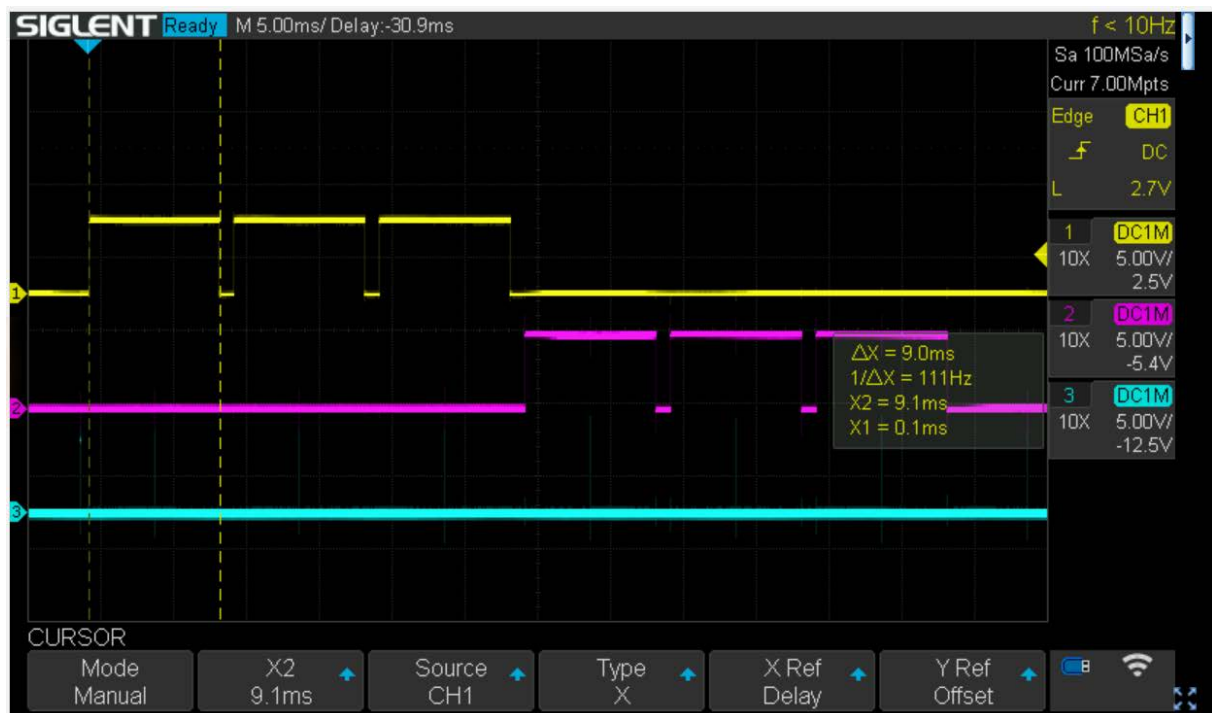 SIGLENT Ready M 5.00ms/ Delay:-30.9ms f < 10Hz
Sa 100MSa/s
Curr 7.00Mpts
Edge CH1
DC
L 2.7V
1 DC1M
10X 5.00V/
2.5V
2 DC1M
10X 5.00V/
-5.4V
3 DC1M
10X 5.00V/
-12.5V
1
2
3
ΔX = 9.0ms
1/ΔX = 111Hz
X2 = 9.1ms
X1 = 0.1ms
CURSOR
Mode X2 Source Type X Ref Y Ref
Manual 9.1ms CH1 X Delay Offset